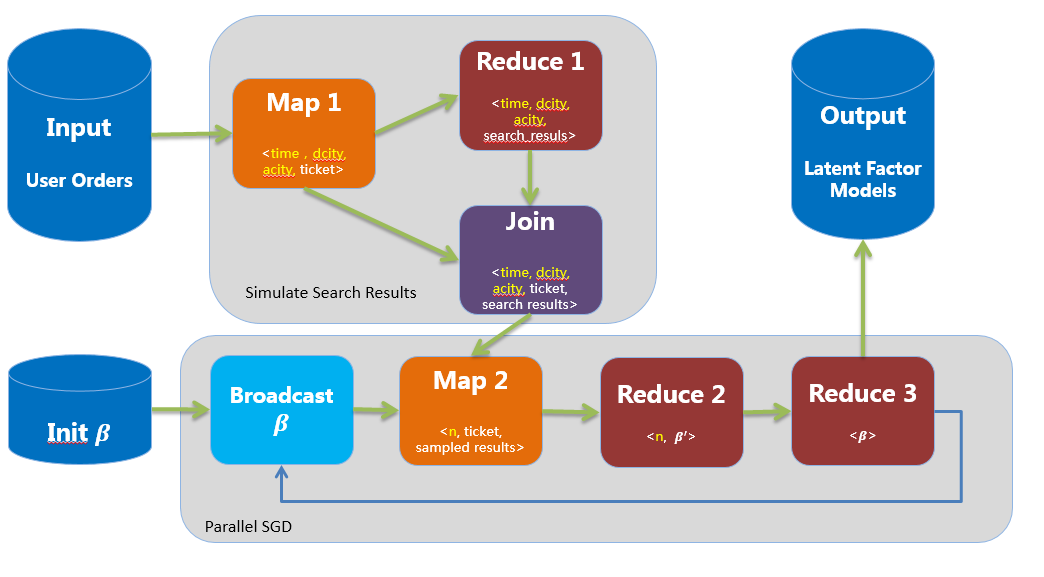 Input
User Orders
Map 1
<time , dcity,
acity, ticket>
Reduce 1
<time, dcity,
acity,
search_resuls>
Join
<time, dcity,
acity, ticket,
search results>
Simulate Search Results
Output
Latent Factor
Models
Init β
Broadcast
β
Map 2
<n, ticket,
sampled results>
Reduce 2
<n, β'>
Reduce 3
<β>
Parallel SGD